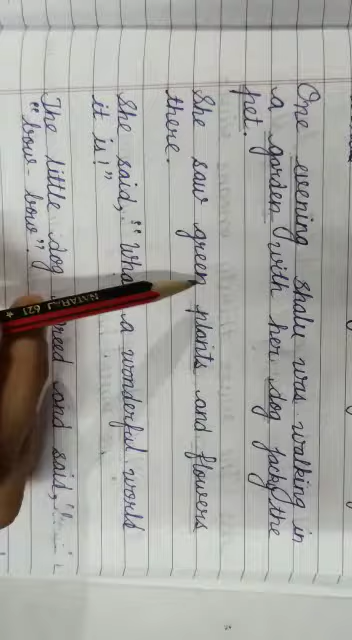 One evening Shalu was walking in
a garden with her dog jacky, the
pet.
She saw green plants and flowers
there.
She said, "Wha a wonderful world
it is!"
The little dog and said,
"bow-bow"
NATARAJ 621